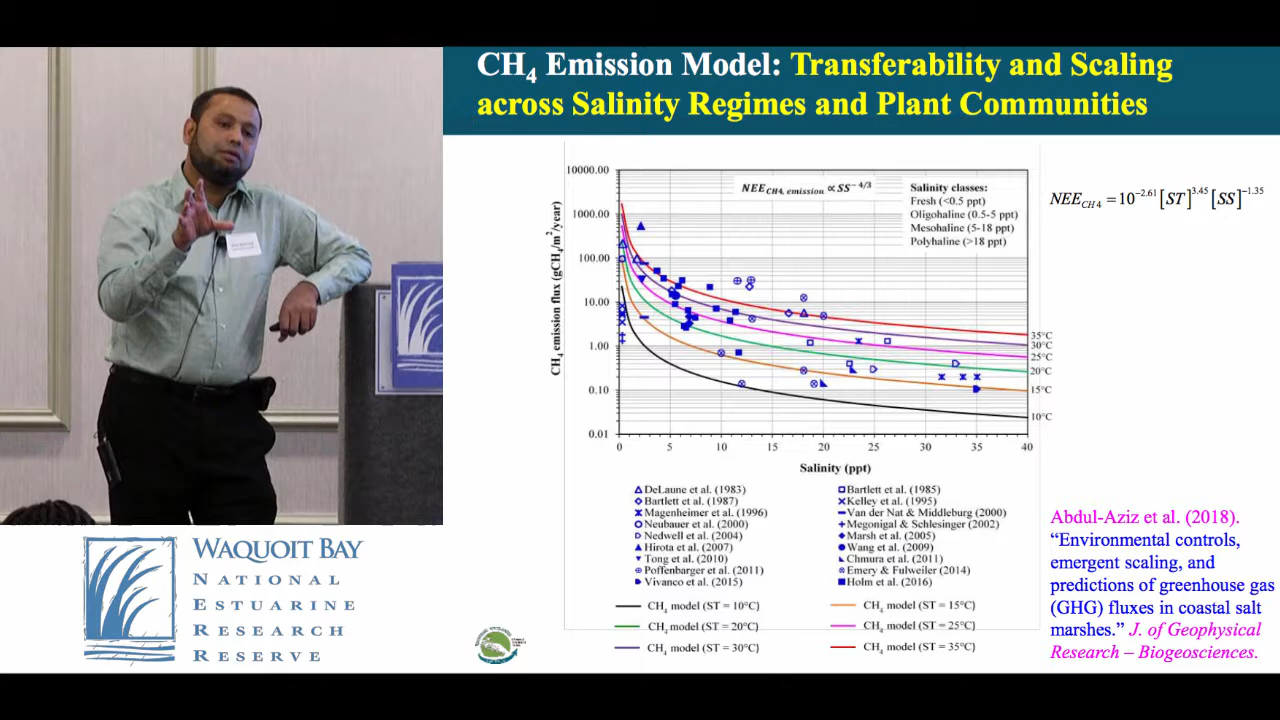 CH4 Emission Model: Transferability and Scaling
across Salinity Regimes and Plant Communities
NEE_CH4 = 10^−2.61 [ST]^3.45 [SS]^−1.35
NEE_CH4, emission ∝ SS^−4/3
Salinity classes:
Fresh (<0.5 ppt)
Oligohaline (0.5-5 ppt)
Mesohaline (5-18 ppt)
Polyhaline (>18 ppt)
CH4 emission flux (gCH4/m2/year)
10000.00
1000.00
100.00
10.00
1.00
0.10
0.01
35°C
30°C
25°C
20°C
15°C
10°C
0 5 10 15 20 25 30 35 40
Salinity (ppt)
DeLaune et al. (1983) Bartlett et al. (1985)
Bartlett et al. (1987) Kelley et al. (1995)
Magenheimer et al. (1996) Van der Nat & Middleburg (2000)
Neubauer et al. (2000) Megonigal & Schlesinger (2002)
Nedwell et al. (2004) Marsh et al. (2005)
Hirota et al. (2007) Wang et al. (2009)
Tong et al. (2010) Chmura et al. (2011)
Poffenbarger et al. (2011) Emery & Fulweiler (2014)
Vivanco et al. (2015) Holm et al. (2016)
CH4 model (ST = 10°C) CH4 model (ST = 15°C)
CH4 model (ST = 20°C) CH4 model (ST = 25°C)
CH4 model (ST = 30°C) CH4 model (ST = 35°C)
Abdul-Aziz et al. (2018).
“Environmental controls,
emergent scaling, and
predictions of greenhouse gas
(GHG) fluxes in coastal salt
marshes.” J. of Geophysical
Research – Biogeosciences.
WAQUOIT BAY
NATIONAL
ESTUARINE
RESEARCH
RESERVE